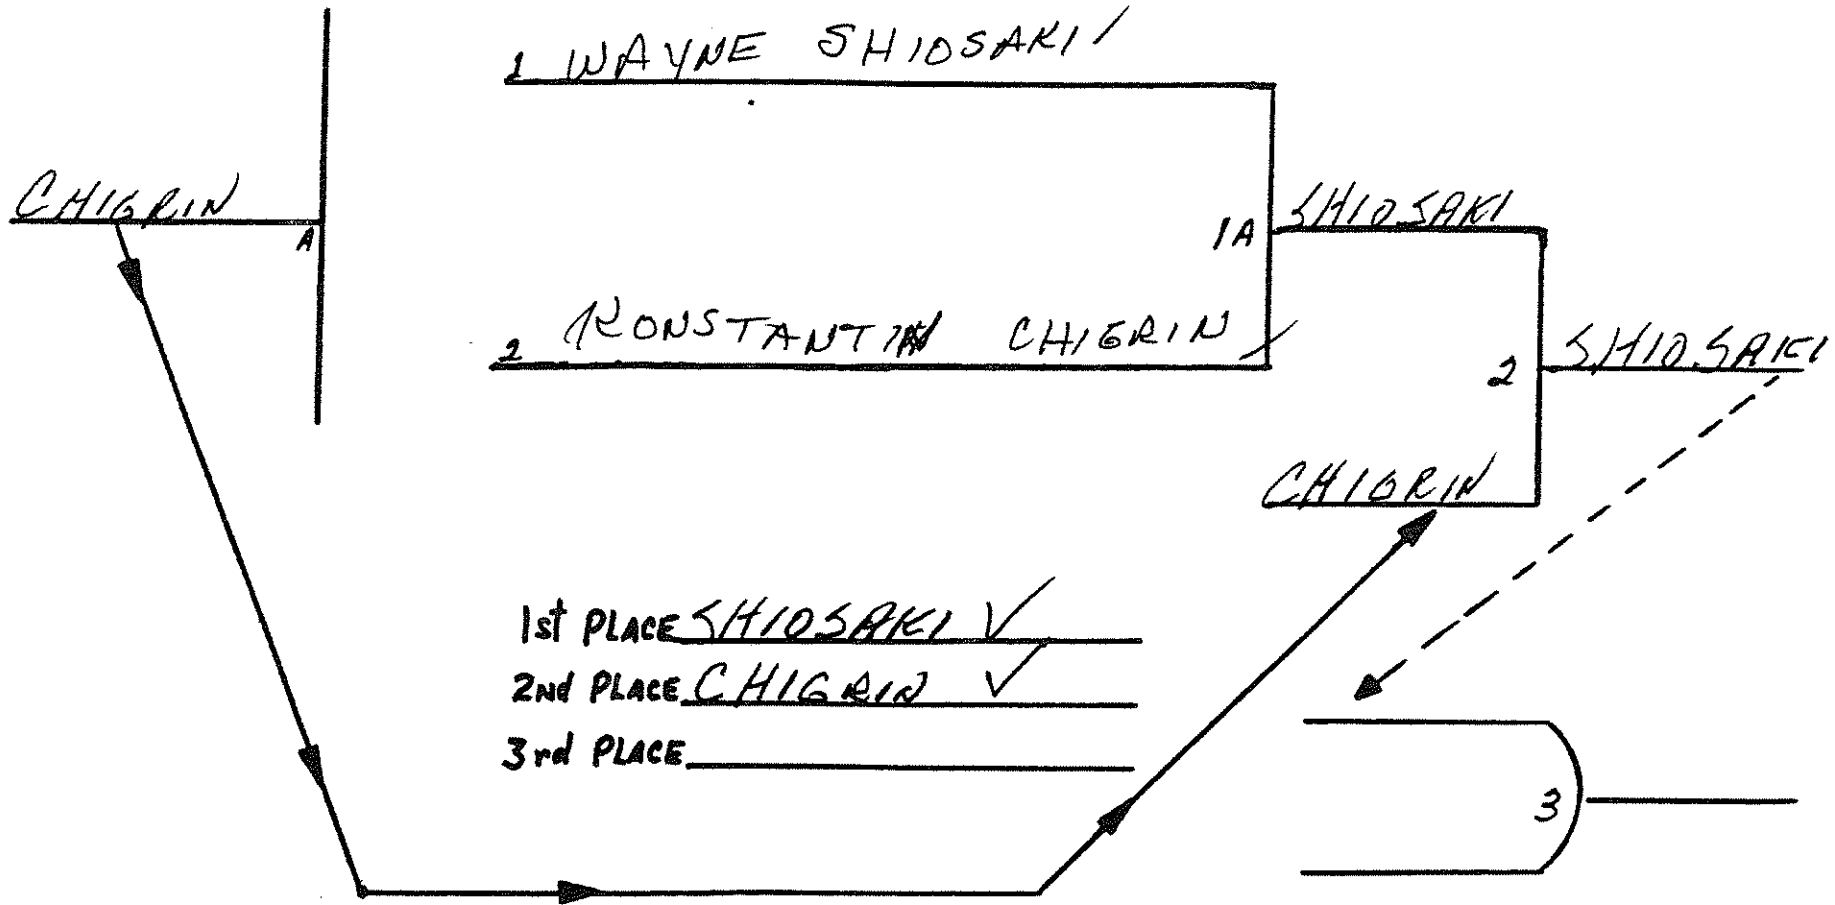 1 WAYNE SHIOSAKI
CHIGRIN
A
1A
SHIOSAKI
2 KONSTANTIN CHIGRIN
2
SHIOSAKI
CHIGRIN
1st PLACE SHIOSAKI ✓
2Nd PLACE CHIGRIN ✓
3rd PLACE
3